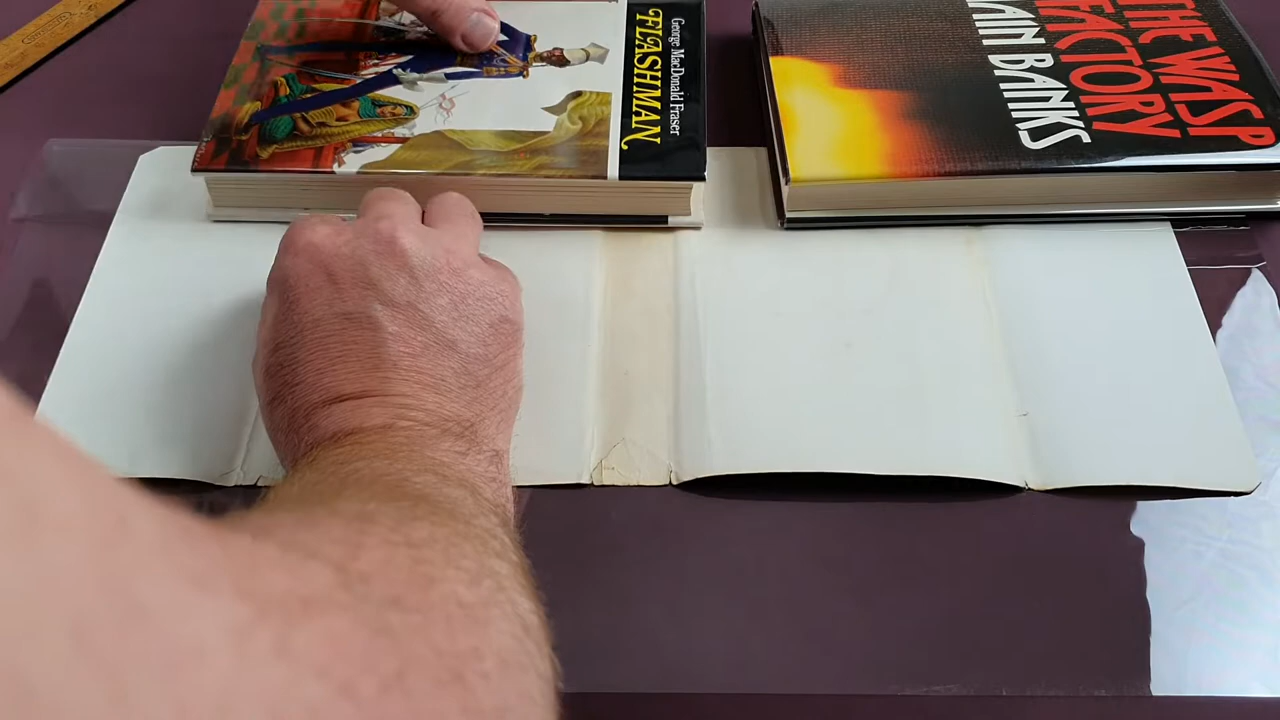 George MacDonald Fraser
FLASHMAN
THE WASP
FACTORY
IAIN BANKS